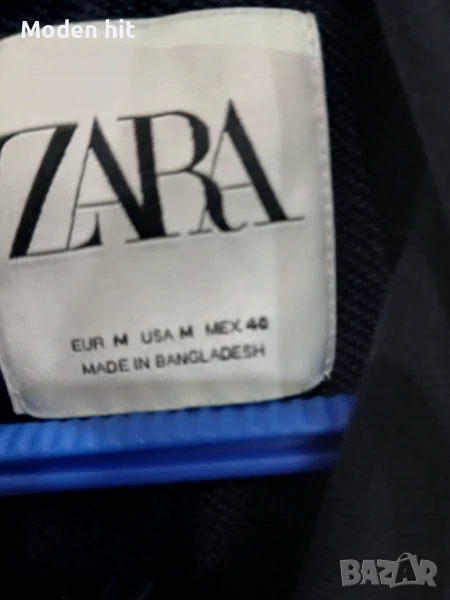 Moden hit
ZARA
EUR M USA M MEX 40
MADE IN BANGLADESH
BAZAR